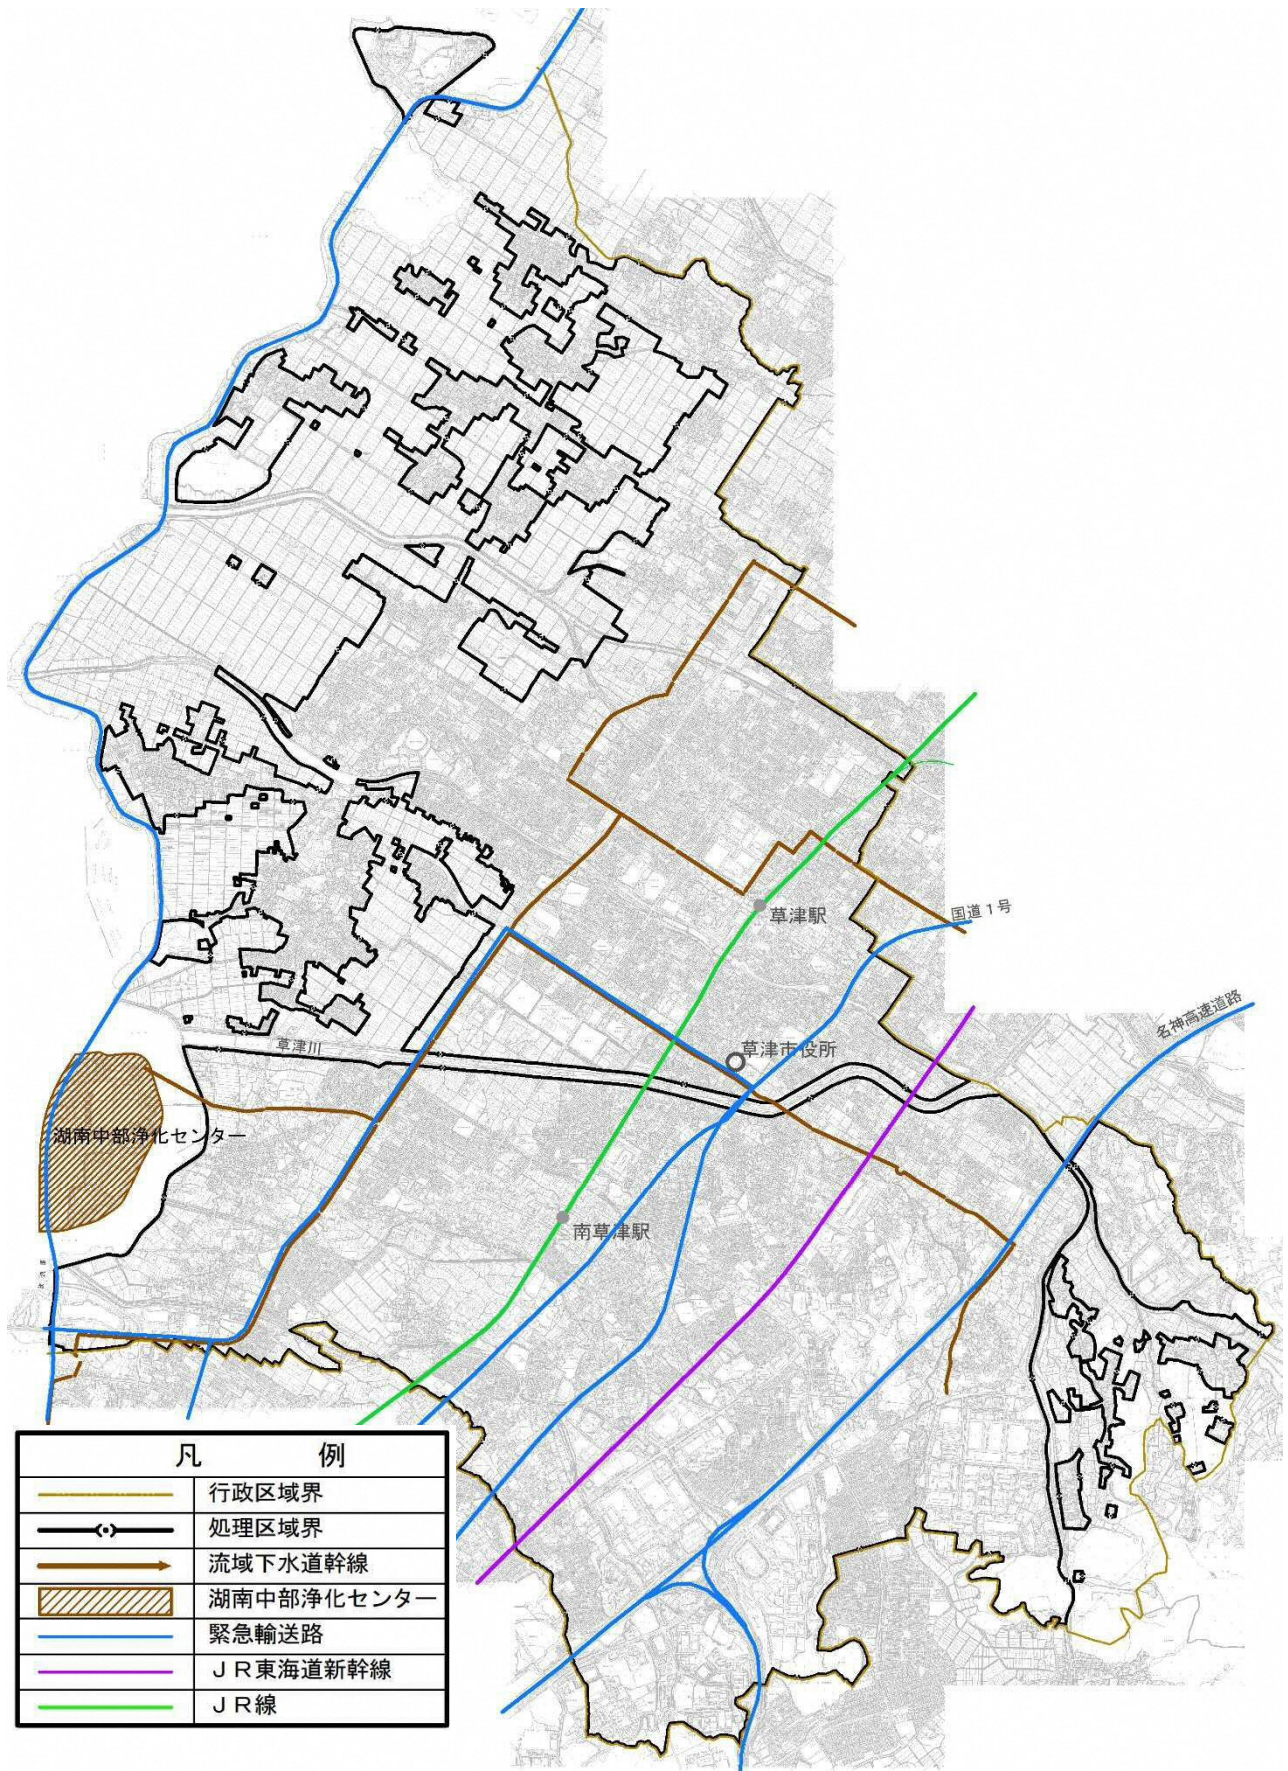 国道1号
草津駅
名神高速道路
草津川
草津市役所
湖南中部浄化センター
南草津駅
凡 例
行政区域界
処理区域界
流域下水道幹線
湖南中部浄化センター
緊急輸送路
JR東海道新幹線
JR線